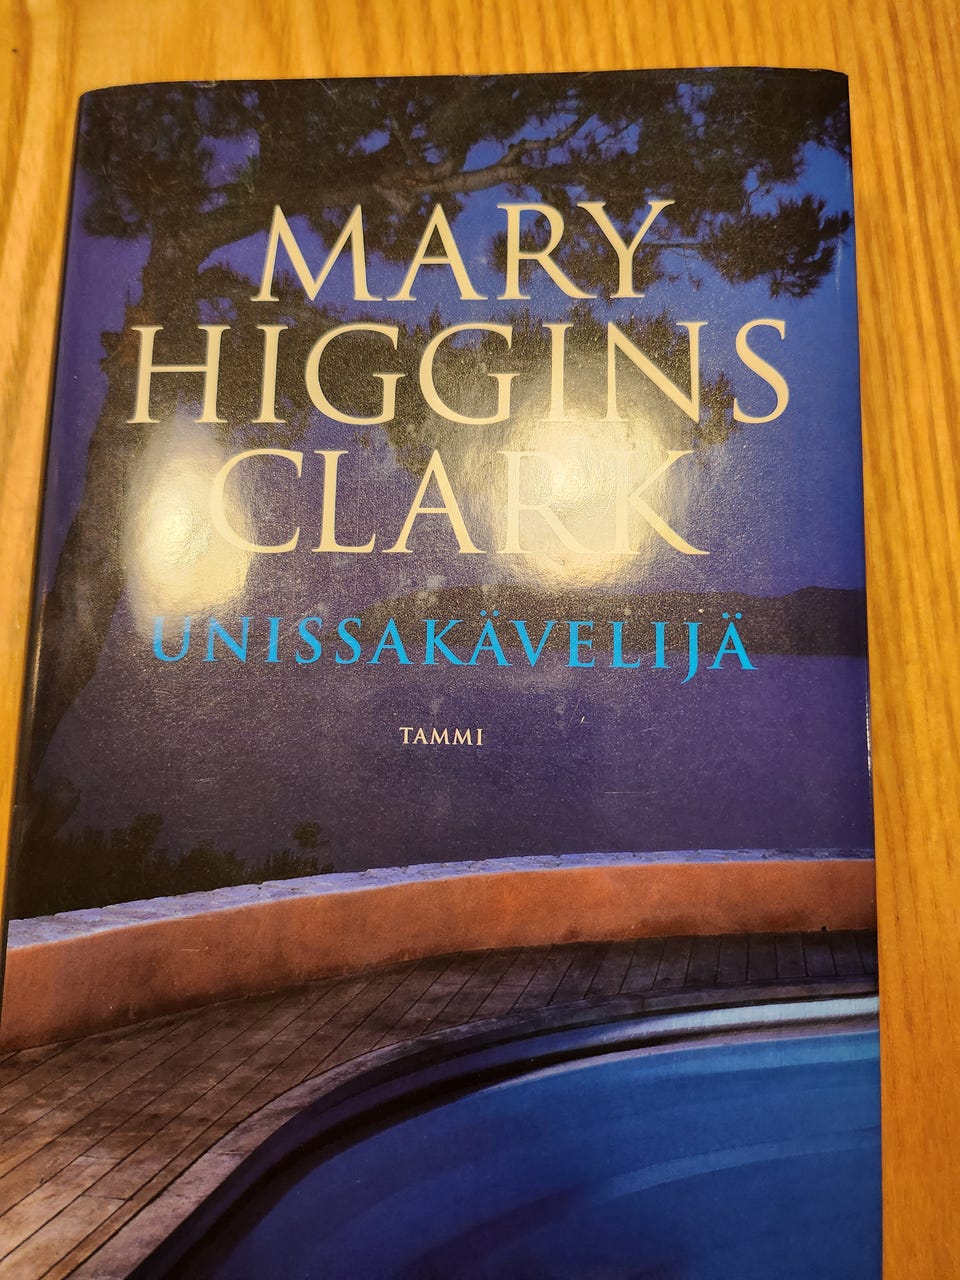 MARY
HIGGINS
CLARK
UNISSAKÄVELIJÄ
TAMMI